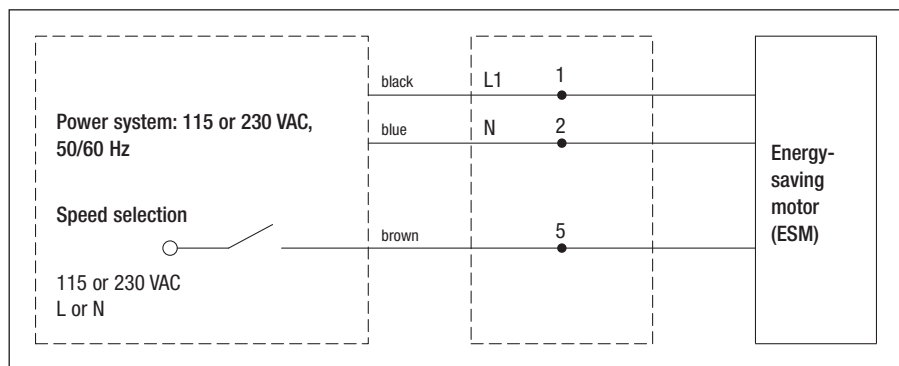 black
L1
1
Power system: 115 or 230 VAC,
50/60 Hz
blue
N
2
Energy-
saving
motor
(ESM)
Speed selection
brown
5
115 or 230 VAC
L or N